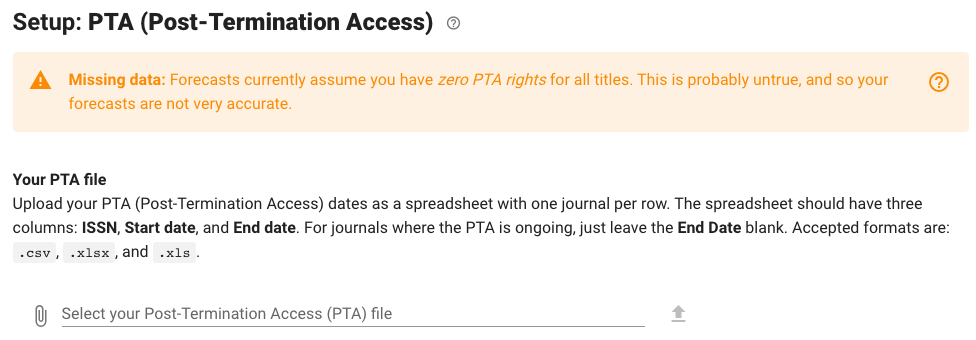 Setup: PTA (Post-Termination Access) ?
Missing data: Forecasts currently assume you have zero PTA rights for all titles. This is probably untrue, and so your ?
forecasts are not very accurate.
Your PTA file
Upload your PTA (Post-Termination Access) dates as a spreadsheet with one journal per row. The spreadsheet should have three
columns: ISSN, Start date, and End date. For journals where the PTA is ongoing, just leave the End Date blank. Accepted formats are:
.csv, .xlsx, and .xls.
Select your Post-Termination Access (PTA) file